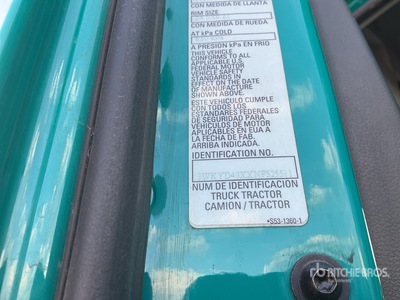 CON MEDIDA DE LLANTA
RIM SIZE
CON MEDIDA DE RUEDA
AT kPa COLD
A PRESION kPa EN FRIO
THIS VEHICLE
CONFORMS TO ALL
APPLICABLE U.S.
FEDERAL MOTOR
VEHICLE SAFETY
STANDARDS IN
EFFECT ON THE DATE
OF MANUFACTURE
SHOWN ABOVE.
ESTE VEHICULO CUMPLE
CON TODOS LOS
ESTANDARES FEDERALES
DE SEGURIDAD PARA
VEHICULOS DE MOTOR
APLICABLES EN EUA A
LA FECHA DE FAB.
ARRIBA INDICADA.
IDENTIFICATION NO.
NUM DE IDENTIFICATION
TRUCK TRACTOR
CAMION / TRACTOR
*S53-1360-1
RITCHIE BROS.